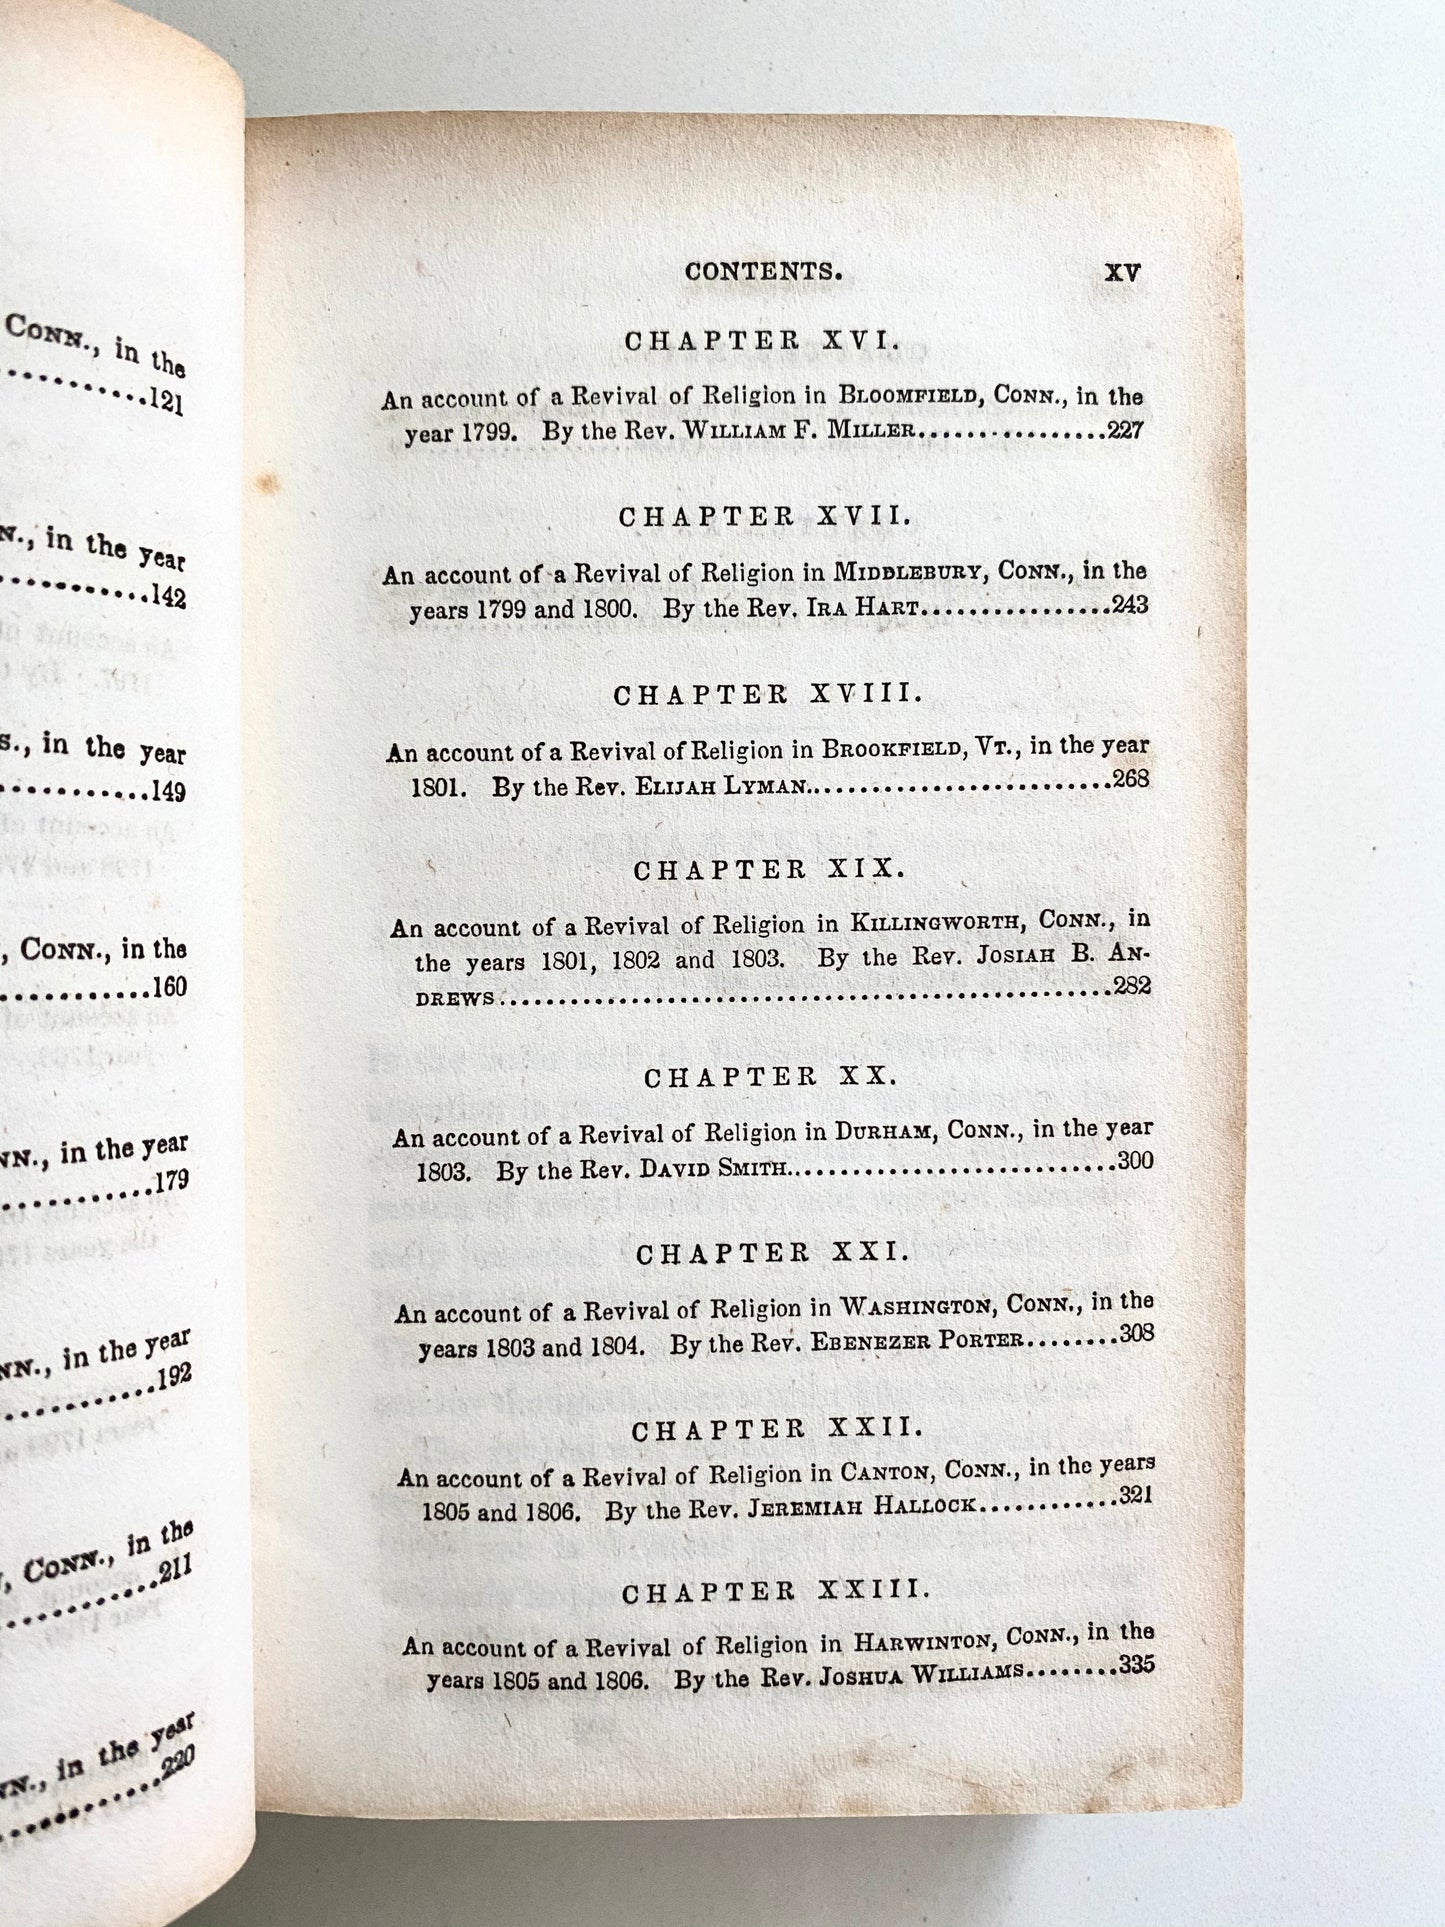 Conn., in the
121
in the year
142
in the year
149
Conn., in the
160
in the year
179
in the year
192
Conn., in the
211
in the year
220
CONTENTS. XV
CHAPTER XVI.
An account of a Revival of Religion in Bloomfield, Conn., in the
year 1799. By the Rev. William F. Miller.................227
CHAPTER XVII.
An account of a Revival of Religion in Middlebury, Conn., in the
years 1799 and 1800. By the Rev. Ira Hart.................243
CHAPTER XVIII.
An account of a Revival of Religion in Brookfield, Vt., in the year
1801. By the Rev. Elijah Lyman...........................268
CHAPTER XIX.
An account of a Revival of Religion in Killingworth, Conn., in
the years 1801, 1802 and 1803. By the Rev. Josiah B. An-
drews.....................................................282
CHAPTER XX.
An account of a Revival of Religion in Durham, Conn., in the year
1803. By the Rev. David Smith............................300
CHAPTER XXI.
An account of a Revival of Religion in Washington, Conn., in the
years 1803 and 1804. By the Rev. Ebenezer Porter........308
CHAPTER XXII.
An account of a Revival of Religion in Canton, Conn., in the years
1805 and 1806. By the Rev. Jeremiah Hallock............321
CHAPTER XXIII.
An account of a Revival of Religion in Harwinton, Conn., in the
years 1805 and 1806. By the Rev. Joshua Williams........335